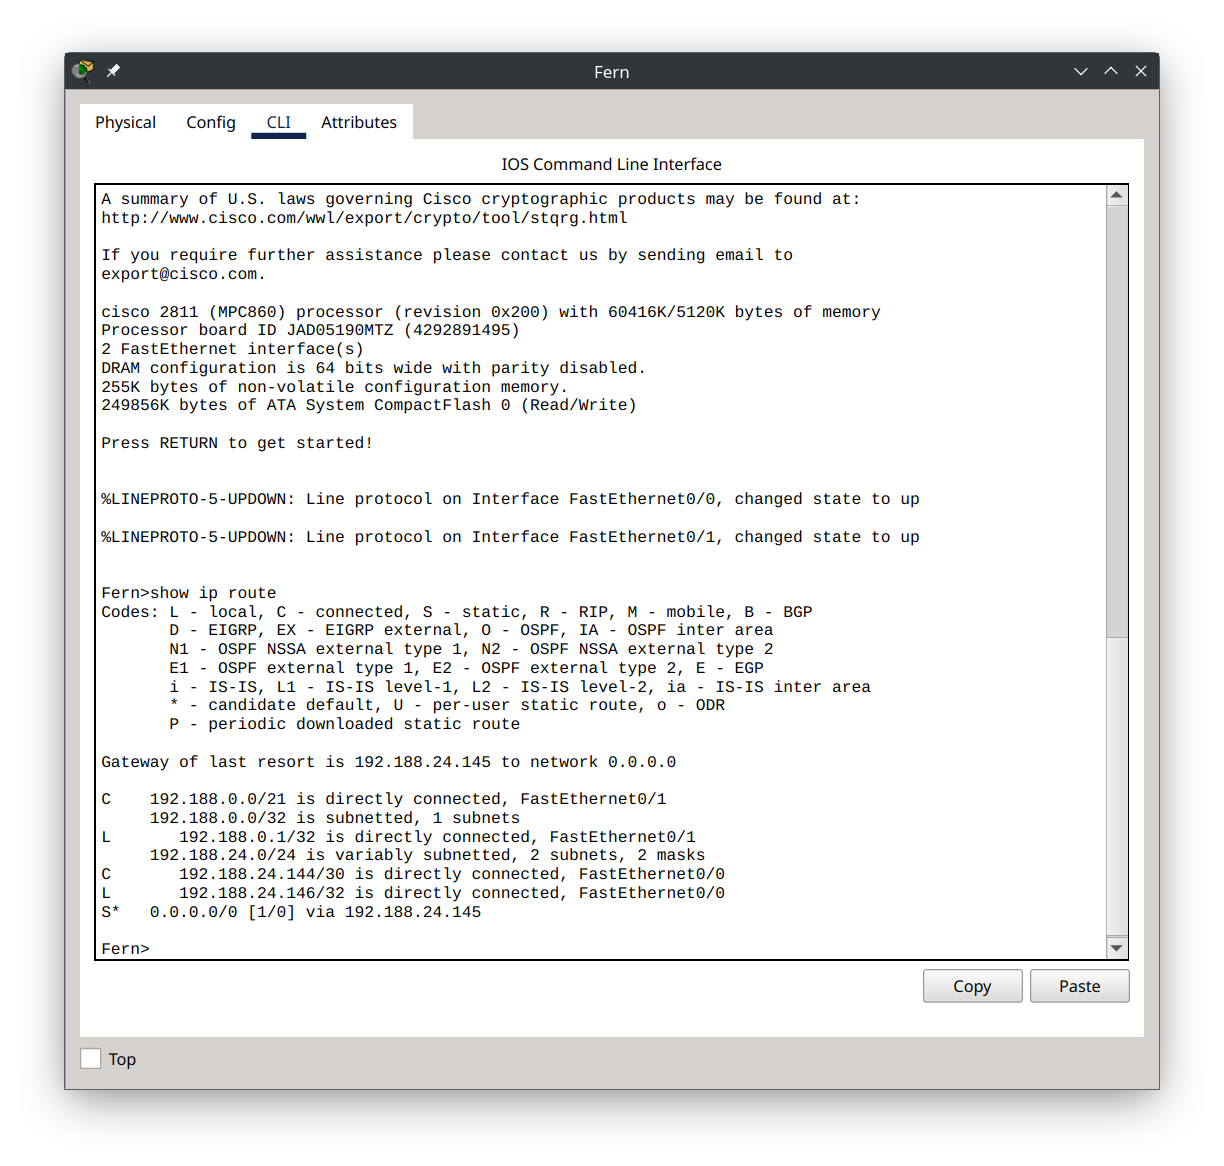 Fern
Physical Config CLI Attributes
IOS Command Line Interface
A summary of U.S. laws governing Cisco cryptographic products may be found at:
http://www.cisco.com/wwl/export/crypto/tool/stqrg.html
If you require further assistance please contact us by sending email to
export@cisco.com.
cisco 2811 (MPC860) processor (revision 0x200) with 60416K/5120K bytes of memory
Processor board ID JAD05190MTZ (4292891495)
2 FastEthernet interface(s)
DRAM configuration is 64 bits wide with parity disabled.
255K bytes of non-volatile configuration memory.
249856K bytes of ATA System CompactFlash 0 (Read/Write)
Press RETURN to get started!
%LINEPROTO-5-UPDOWN: Line protocol on Interface FastEthernet0/0, changed state to up
%LINEPROTO-5-UPDOWN: Line protocol on Interface FastEthernet0/1, changed state to up
Fern>show ip route
Codes: L - local, C - connected, S - static, R - RIP, M - mobile, B - BGP
D - EIGRP, EX - EIGRP external, O - OSPF, IA - OSPF inter area
N1 - OSPF NSSA external type 1, N2 - OSPF NSSA external type 2
E1 - OSPF external type 1, E2 - OSPF external type 2, E - EGP
i - IS-IS, L1 - IS-IS level-1, L2 - IS-IS level-2, ia - IS-IS inter area
* - candidate default, U - per-user static route, o - ODR
P - periodic downloaded static route
Gateway of last resort is 192.188.24.145 to network 0.0.0.0
C 192.188.0.0/21 is directly connected, FastEthernet0/1
192.188.0.0/32 is subnetted, 1 subnets
L 192.188.0.1/32 is directly connected, FastEthernet0/1
192.188.24.0/24 is variably subnetted, 2 subnets, 2 masks
C 192.188.24.144/30 is directly connected, FastEthernet0/0
L 192.188.24.146/32 is directly connected, FastEthernet0/0
S* 0.0.0.0/0 [1/0] via 192.188.24.145
Fern>
Copy Paste
Top